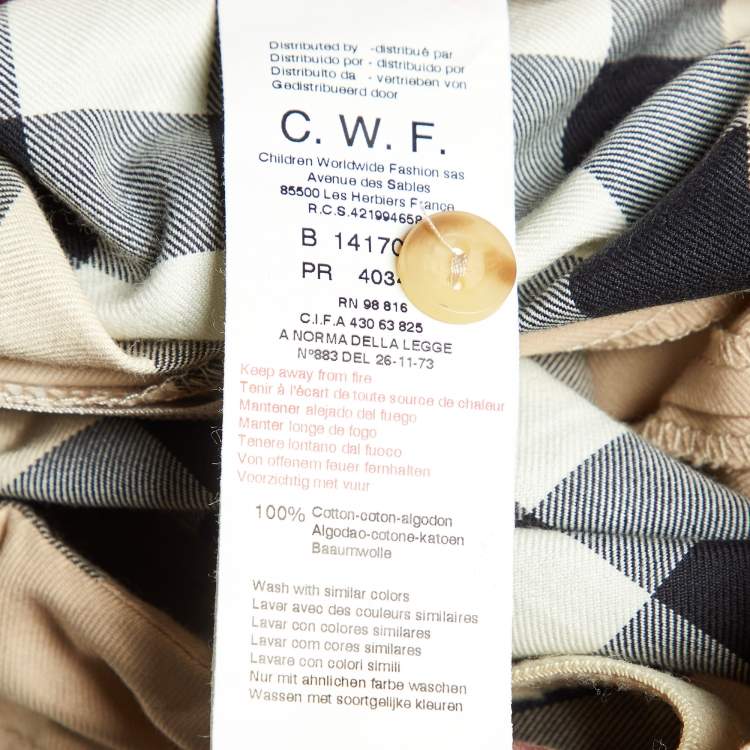 Distributed by - distribué par
Distribuido por - distribuido por
Distribuito da - vertrieben von
Gedistribueerd door
C. W. F.
Children Worldwide Fashion sas
Avenue des Sables
85500 Les Herbiers France
R.C.S.421994658
B 1417
PR 403
RN 98 816
C.I.F.A 430 63 825
A NORMA DELLA LEGGE
N°883 DEL 26-11-73
Keep away from fire
Tenir à l'écart de toute source de chaleur
Mantener alejado del fuego
Manter longe de fogo
Tenere lontano dal fuoco
Von offenem feuer fernhalten
Voorzichtig met vuur
100% Cotton-coton-algodon
Algodao-cotone-katoen
Baaumwolle
Wash with similar colors
Laver avec des couleurs similaires
Lavar con colores similares
Lavar com cores similares
Lavare con colori simili
Nur mit ahnlichen farbe waschen
Wassen met soortgelijke kleuren